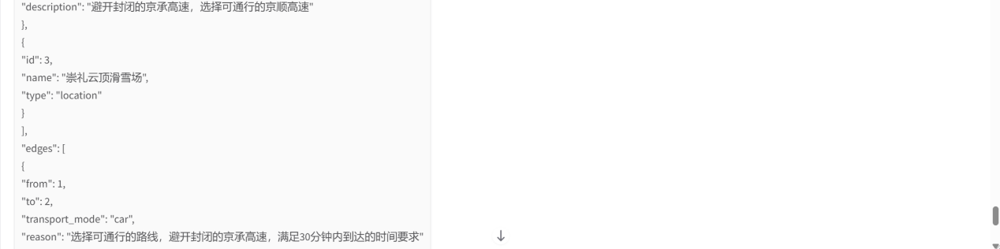 "description": "避开封闭的京承高速，选择可通行的京顺高速"
},
{
"id": 3,
"name": "崇礼云顶滑雪场",
"type": "location"
}
],
"edges": [
{
"from": 1,
"to": 2,
"transport_mode": "car",
"reason": "选择可通行的路线，避开封闭的京承高速，满足30分钟内到达的时间要求"